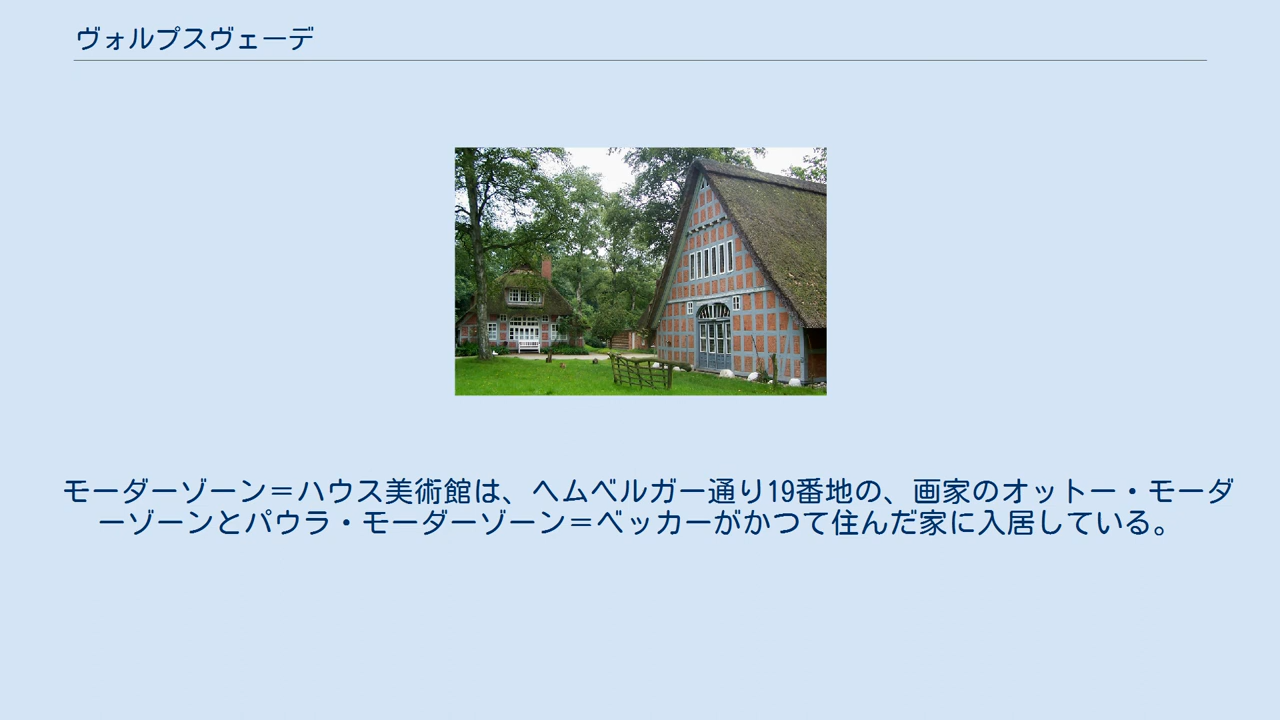 ヴォルプスヴェーデ
モーダーゾーン＝ハウス美術館は、ヘムベルガー通り19番地の、画家のオットー・モーダ
ーゾーンとパウラ・モーダーゾーン＝ベッカーがかつて住んだ家に入居している。